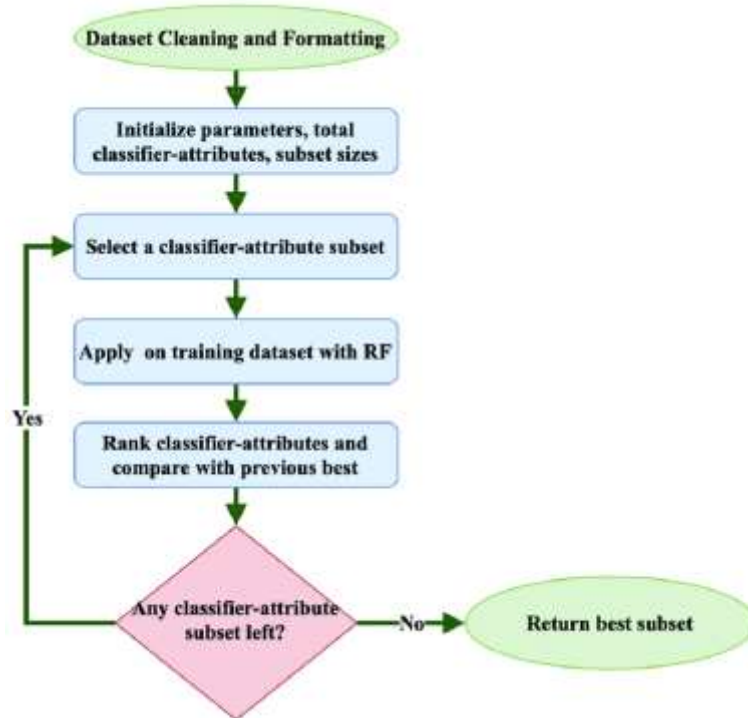 Dataset Cleaning and Formatting
Initialize parameters, total
classifier-attributes, subset sizes
Select a classifier-attribute subset
Apply on training dataset with RF
Yes
Rank classifier-attributes and
compare with previous best
Any classifier-attribute
subset left?
No
Return best subset